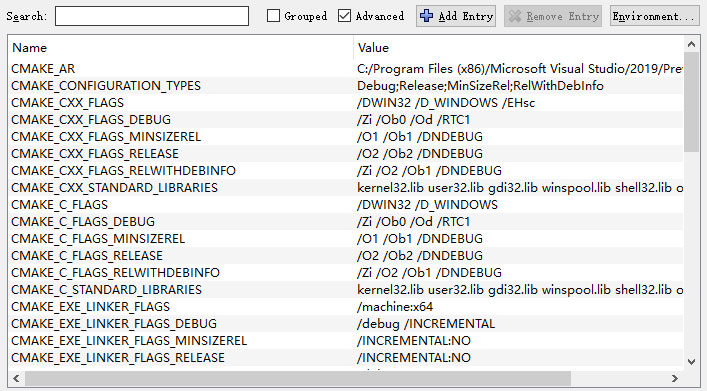 Search: Grouped Advanced Add Entry Remove Entry Environment...
Name Value
CMAKE_AR C:/Program Files (x86)/Microsoft Visual Studio/2019/Prev
CMAKE_CONFIGURATION_TYPES Debug;Release;MinSizeRel;RelWithDebInfo
CMAKE_CXX_FLAGS /DWIN32 /D_WINDOWS /EHsc
CMAKE_CXX_FLAGS_DEBUG /Zi /Ob0 /Od /RTC1
CMAKE_CXX_FLAGS_MINSIZEREL /O1 /Ob1 /DNDEBUG
CMAKE_CXX_FLAGS_RELEASE /O2 /Ob2 /DNDEBUG
CMAKE_CXX_FLAGS_RELWITHDEBINFO /Zi /O2 /Ob1 /DNDEBUG
CMAKE_CXX_STANDARD_LIBRARIES kernel32.lib user32.lib gdi32.lib winspool.lib shell32.lib o
CMAKE_C_FLAGS /DWIN32 /D_WINDOWS
CMAKE_C_FLAGS_DEBUG /Zi /Ob0 /Od /RTC1
CMAKE_C_FLAGS_MINSIZEREL /O1 /Ob1 /DNDEBUG
CMAKE_C_FLAGS_RELEASE /O2 /Ob2 /DNDEBUG
CMAKE_C_FLAGS_RELWITHDEBINFO /Zi /O2 /Ob1 /DNDEBUG
CMAKE_C_STANDARD_LIBRARIES kernel32.lib user32.lib gdi32.lib winspool.lib shell32.lib o
CMAKE_EXE_LINKER_FLAGS /machine:x64
CMAKE_EXE_LINKER_FLAGS_DEBUG /debug /INCREMENTAL
CMAKE_EXE_LINKER_FLAGS_MINSIZEREL /INCREMENTAL:NO
CMAKE_EXE_LINKER_FLAGS_RELEASE /INCREMENTAL:NO